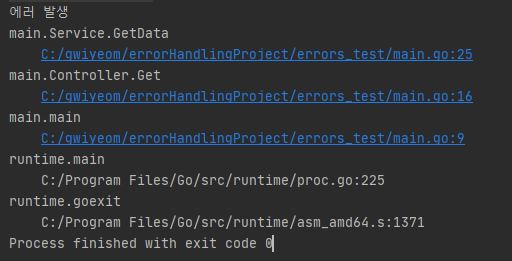 에러 발생
main.Service.GetData
C:/gwiyeom/errorHandlingProject/errors_test/main.go:25
main.Controller.Get
C:/gwiyeom/errorHandlingProject/errors_test/main.go:16
main.main
C:/gwiyeom/errorHandlingProject/errors_test/main.go:9
runtime.main
C:/Program Files/Go/src/runtime/proc.go:225
runtime.goexit
C:/Program Files/Go/src/runtime/asm_amd64.s:1371
Process finished with exit code 0